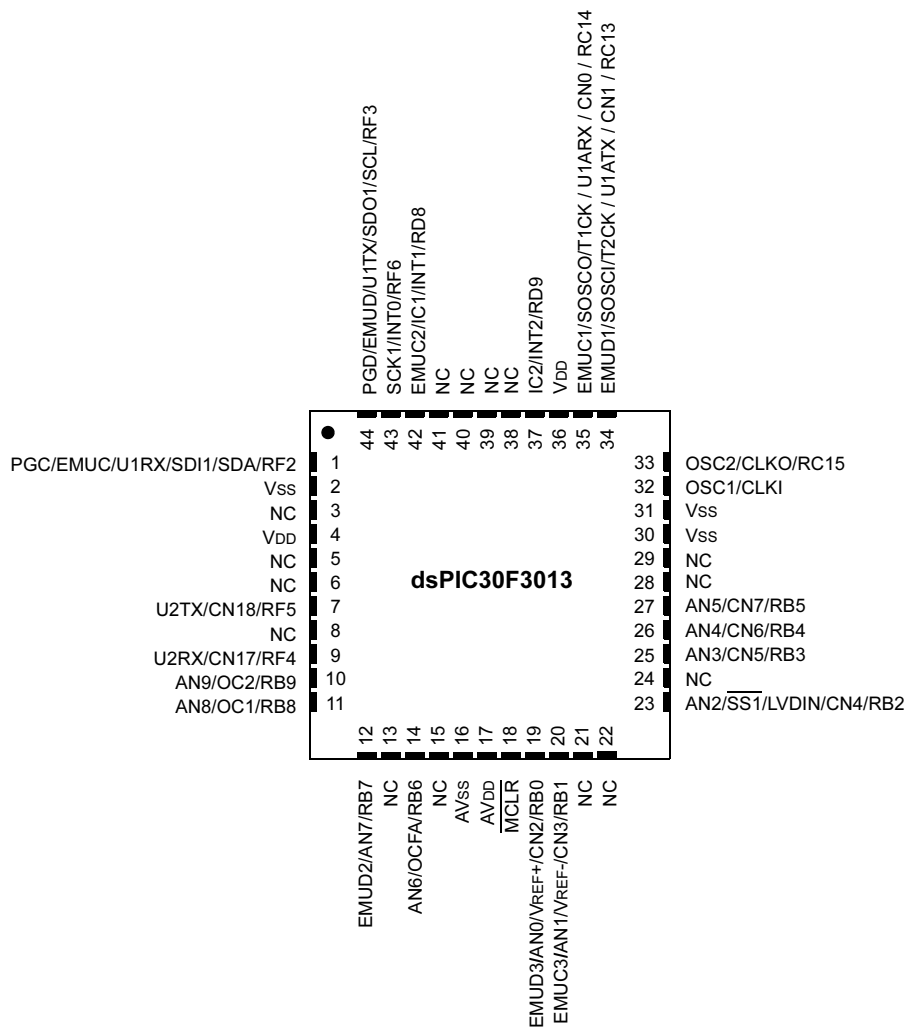 PGD/EMUD/U1TX/SDO1/SCL/RF3
SCK1/INT0/RF6
EMUC2/IC1/INT1/RD8
NC
NC
NC
NC
IC2/INT2/RD9
VDD
EMUC1/SOSCO/T1CK / U1ARX / CN0 / RC14
EMUD1/SOSCI/T2CK / U1ATX / CN1 / RC13
44
43
42
41
40
39
38
37
36
35
34
PGC/EMUC/U1RX/SDI1/SDA/RF2 1
VSS 2
NC 3
VDD 4
NC 5
NC 6
U2TX/CN18/RF5 7
NC 8
U2RX/CN17/RF4 9
AN9/OC2/RB9 10
AN8/OC1/RB8 11
dsPIC30F3013
33 OSC2/CLKO/RC15
32 OSC1/CLKI
31 VSS
30 VSS
29 NC
28 NC
27 AN5/CN7/RB5
26 AN4/CN6/RB4
25 AN3/CN5/RB3
24 NC
23 AN2/SS1/LVDIN/CN4/RB2
12
13
14
15
16
17
18
19
20
21
22
EMUD2/AN7/RB7
NC
AN6/OCFA/RB6
NC
AVSS
AVDD
MCLR
EMUD3/AN0/VREF+/CN2/RB0
EMUC3/AN1/VREF-/CN3/RB1
NC
NC